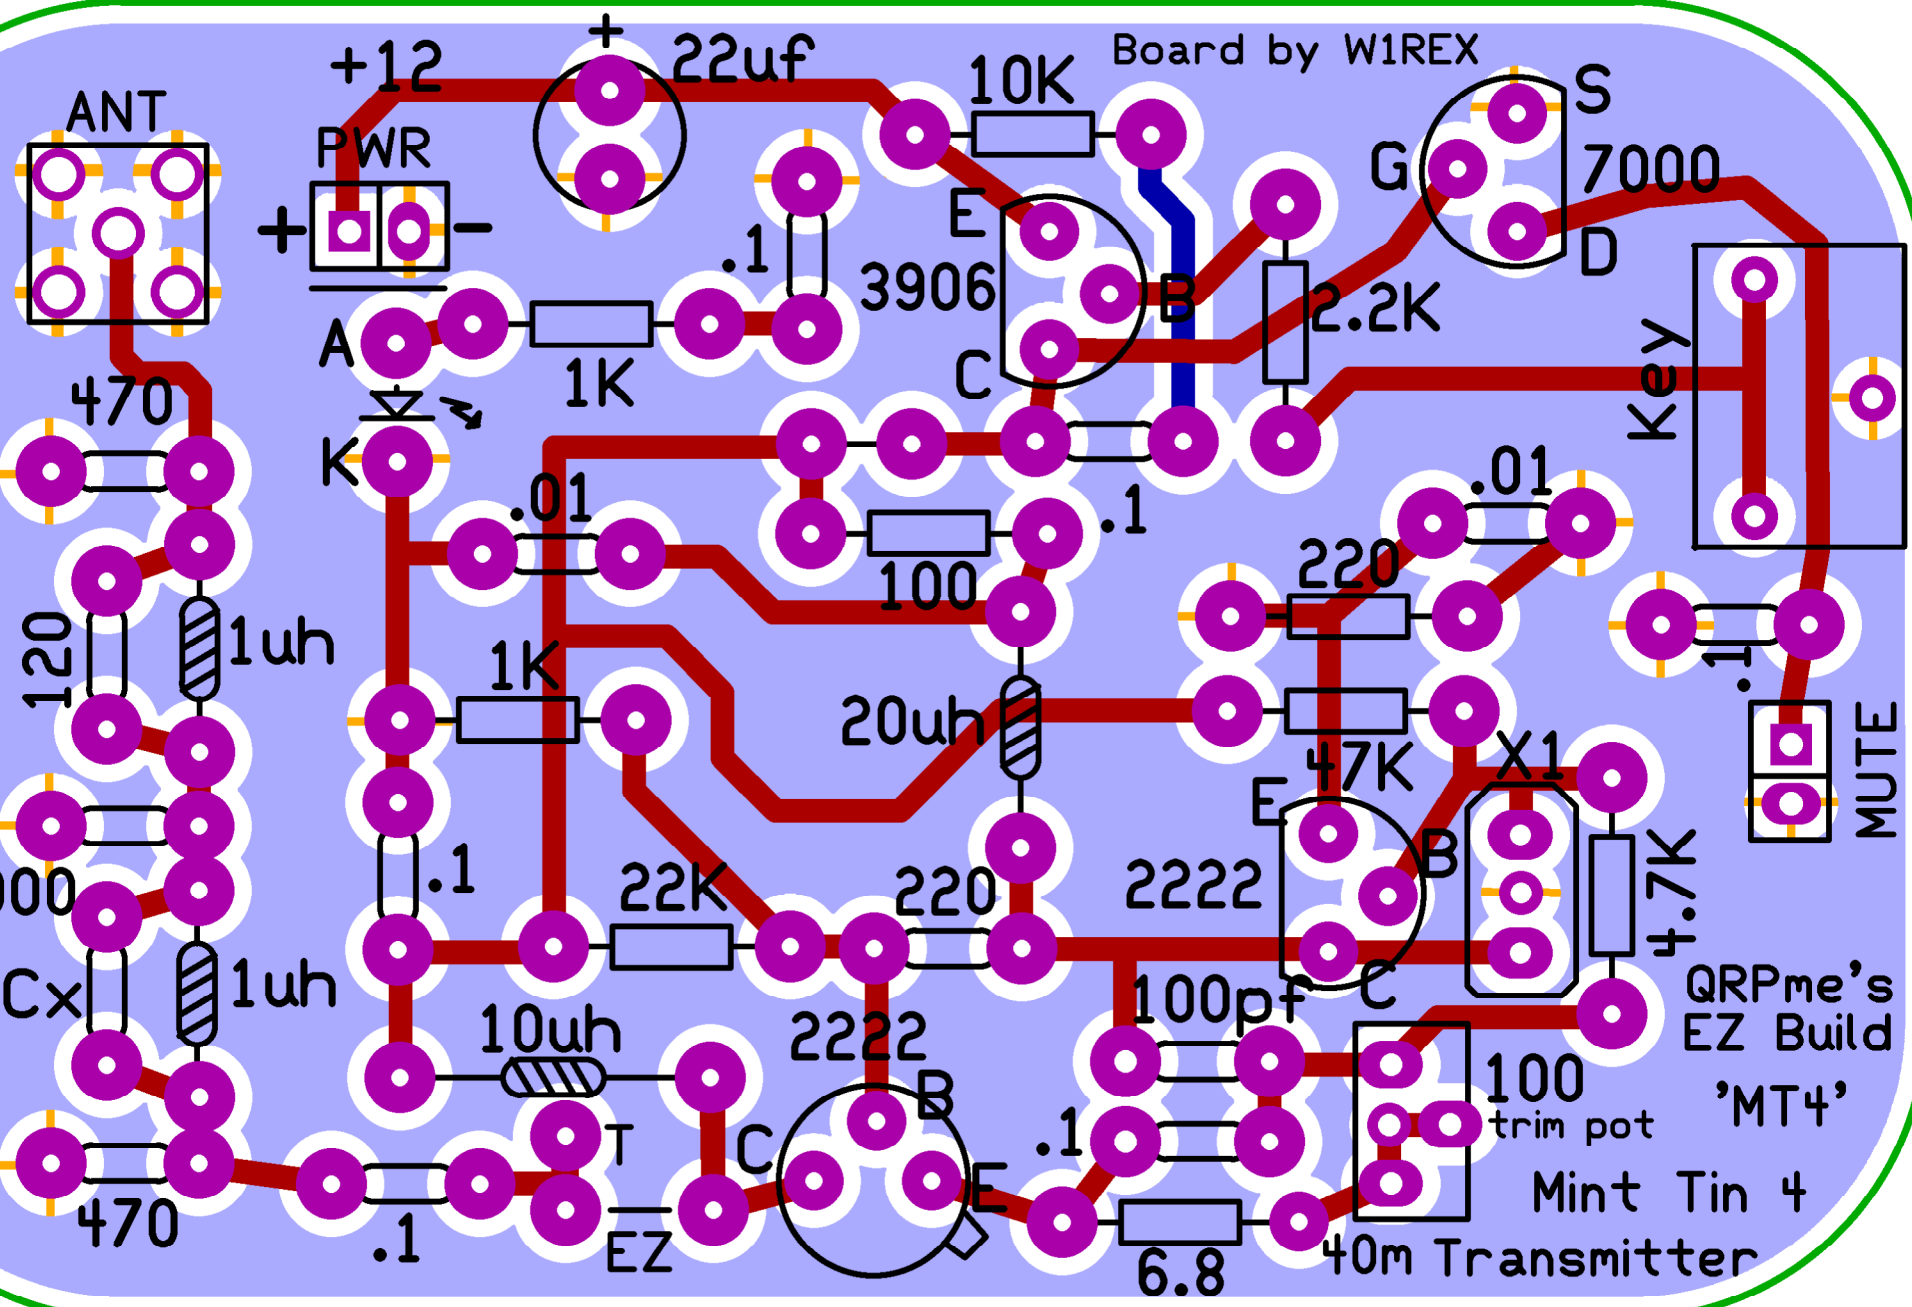 Board by W1REX
+
22uf
+12
10K
S
ANT
PWR
G
7000
+
-
E
.1
D
3906
B
2.2K
A
1K
C
Key
470
K
.01
.1
.01
100
220
120
1uh
1K
20uh
.1
47K
X1
MUTE
E
B
.1
22K
220
2222
4.7K
00
Cx
1uh
100pf
C
QRPme's
EZ Build
10uh
2222
B
100
'MT4'
trim pot
T
C
.1
E
Mint Tin 4
470
.1
EZ
6.8
40m Transmitter